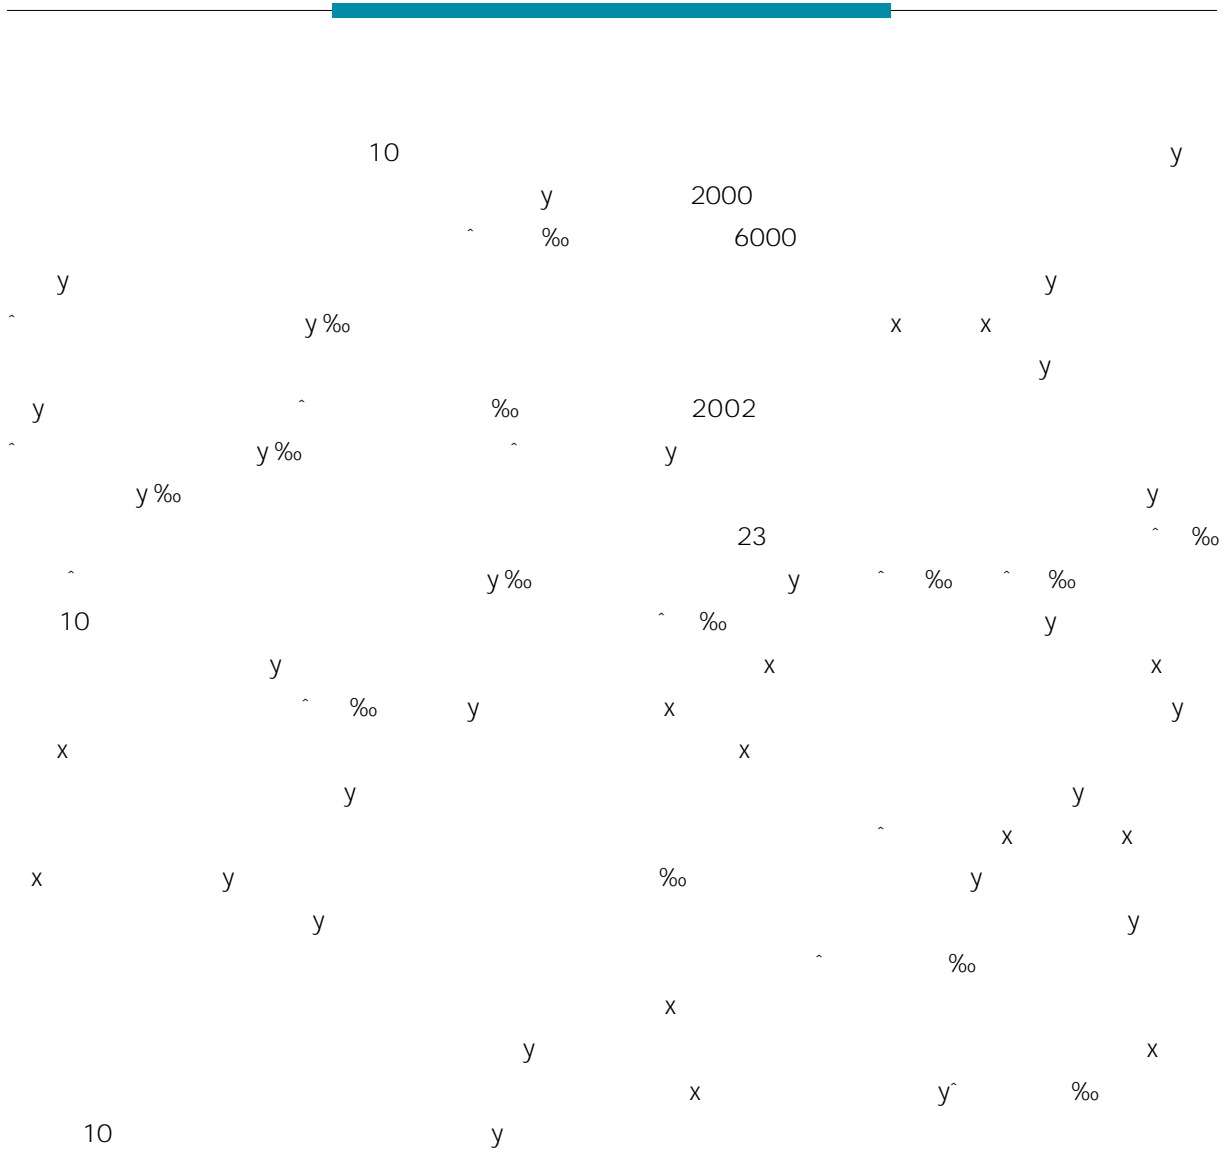 10 y
y 2000
ˆ ‰ 6000
y y
ˆ y‰ x x
y
y ˆ ‰ 2002
ˆ y‰ ˆ y
y‰ y
23 ˆ ‰
ˆ y‰ y ˆ ‰ ˆ ‰
10 ˆ ‰ y
y x x
ˆ ‰ y x y
x x
y y
ˆ x x
x y ‰ y
y y
ˆ ‰
x
y x
x yˆ ‰
10 y